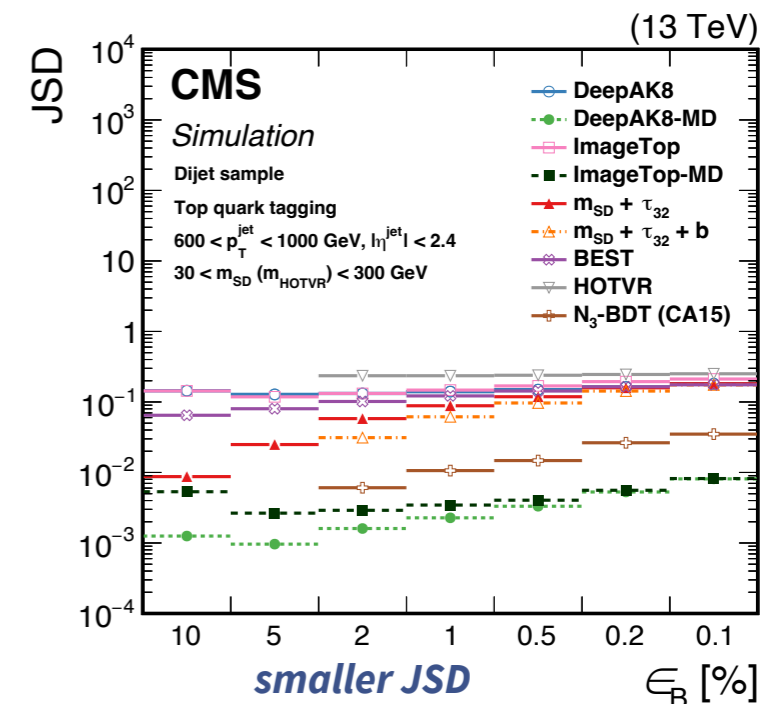 (13 TeV)
JSD
10^4
10^3
10^2
10
1
10^−1
10^−2
10^−3
10^−4
CMS
Simulation
Dijet sample
Top quark tagging
600 < p_T^jet < 1000 GeV, |η^jet| < 2.4
30 < m_SD (m_HOTVR) < 300 GeV
DeepAK8
DeepAK8-MD
ImageTop
ImageTop-MD
m_SD + τ_32
m_SD + τ_32 + b
BEST
HOTVR
N_3-BDT (CA15)
10 5 2 1 0.5 0.2 0.1
smaller JSD ∈_B [%]